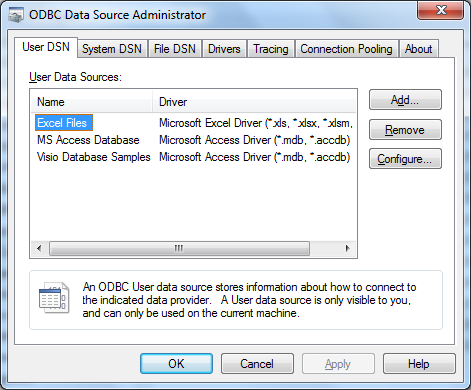 ODBC Data Source Administrator
User DSN System DSN File DSN Drivers Tracing Connection Pooling About
User Data Sources:
Name Driver
Add...
Excel Files Microsoft Excel Driver (*.xls, *.xlsx, *.xlsm,
Remove
MS Access Database Microsoft Access Driver (*.mdb, *.accdb)
Visio Database Samples Microsoft Access Driver (*.mdb, *.accdb)
Configure...
An ODBC User data source stores information about how to connect to
the indicated data provider. A User data source is only visible to you,
and can only be used on the current machine.
OK Cancel Apply Help